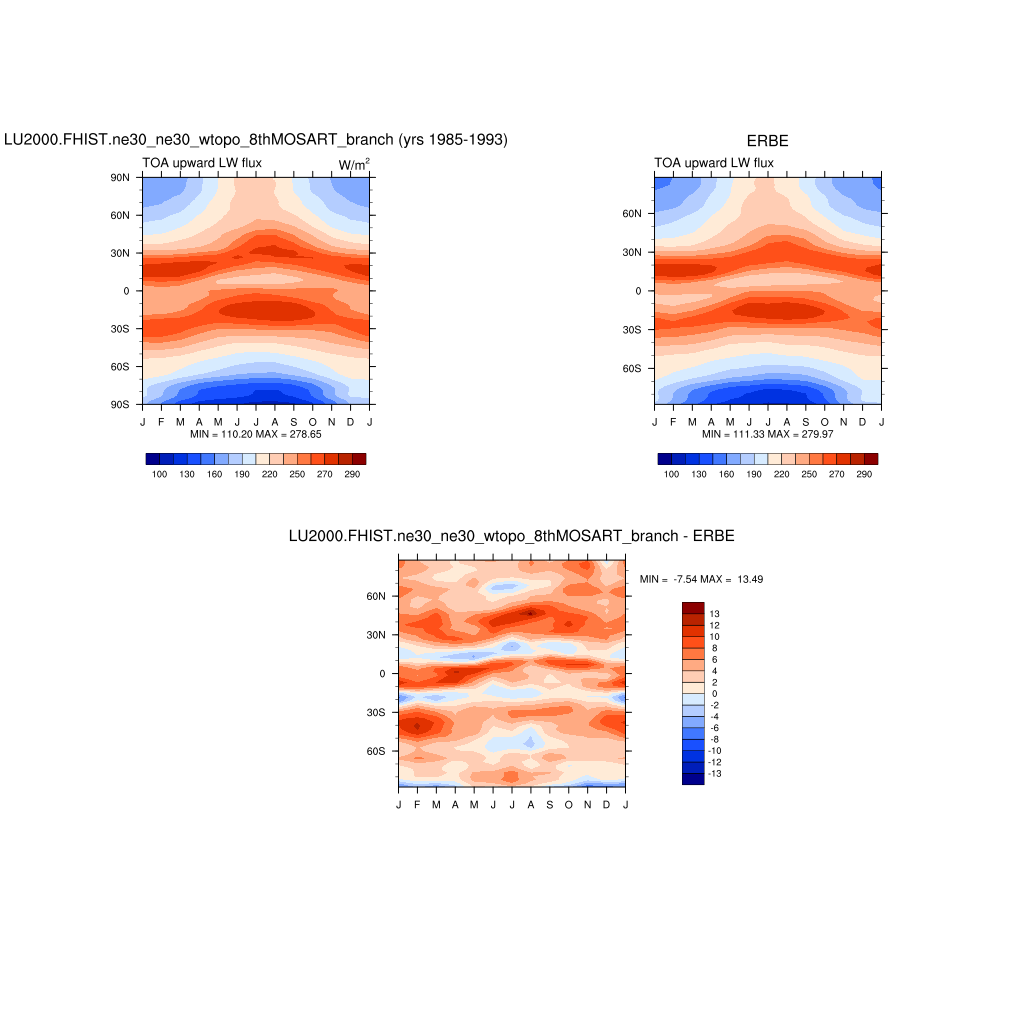 LU2000.FHIST.ne30_ne30_wtopo_8thMOSART_branch (yrs 1985-1993)
TOA upward LW flux W/m²
90N
60N
30N
0
30S
60S
90S
J F M A M J J A S O N D J
MIN = 110.20 MAX = 278.65
100 130 160 190 220 250 270 290
ERBE
TOA upward LW flux
60N
30N
0
30S
60S
J F M A M J J A S O N D J
MIN = 111.33 MAX = 279.97
100 130 160 190 220 250 270 290
LU2000.FHIST.ne30_ne30_wtopo_8thMOSART_branch - ERBE
MIN = -7.54 MAX = 13.49
60N
30N
0
30S
60S
J F M A M J J A S O N D J
13
12
10
8
6
4
2
0
-2
-4
-6
-8
-10
-12
-13